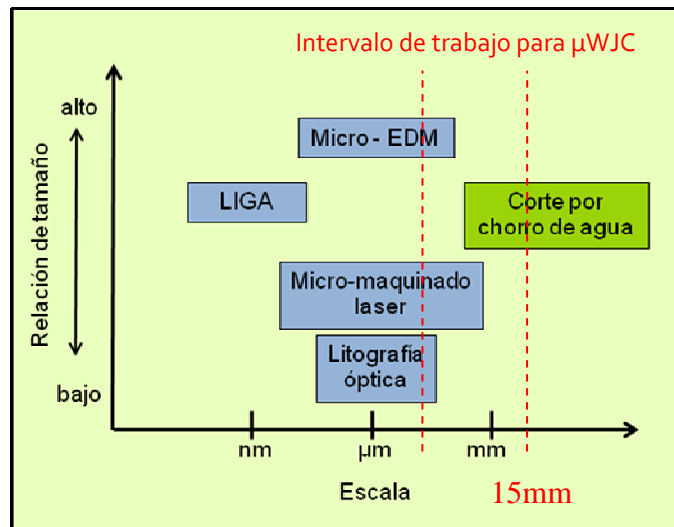 Intervalo de trabajo para µWJC
alto
Relación de tamaño
bajo
Micro - EDM
LIGA
Corte por
chorro de agua
Micro-maquinado
laser
Litografía
óptica
nm
µm
mm
Escala
15mm